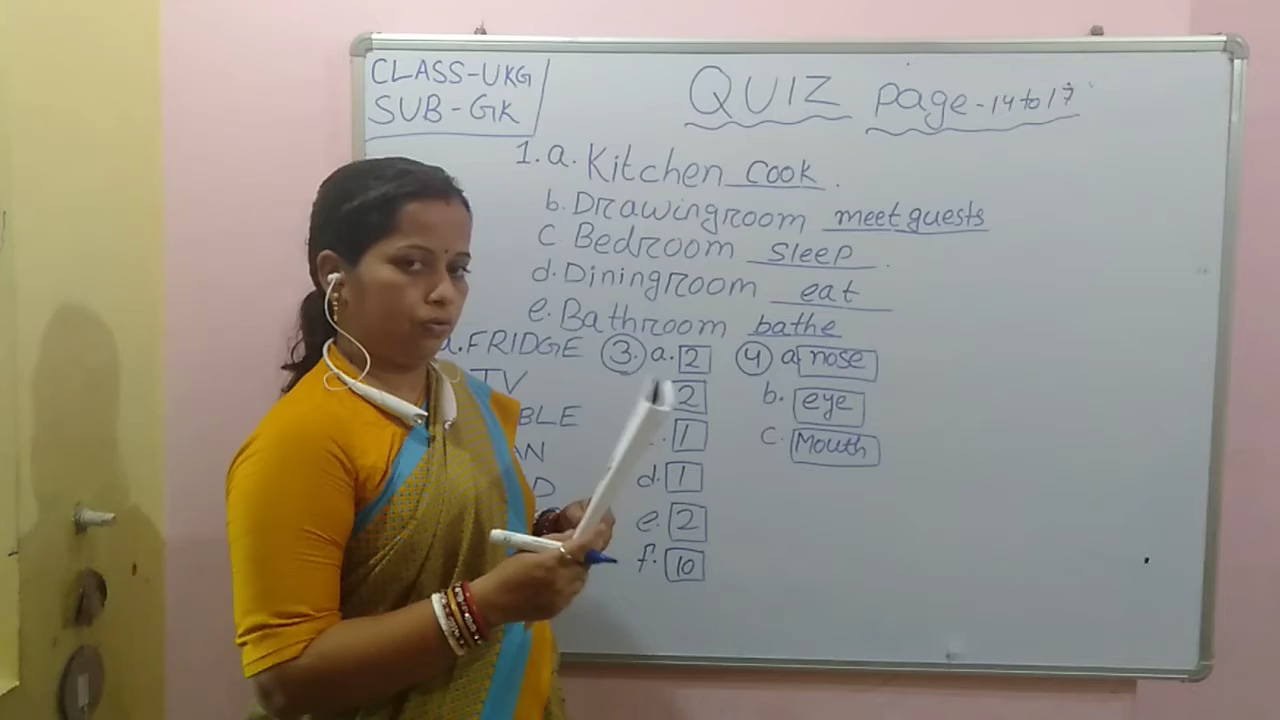 CLASS-UKG
SUB-GK
QUIZ Page-14 to 17
1. a. Kitchen cook.
b. Drawingroom meet guests
c Bedroom sleep.
d. Diningroom eat
e. Bathroom bathe
a. FRIDGE
TV
3. a. 2
2
1
d. 1
e. 2
f. 10
4 a nose
b. eye
c. Mouth